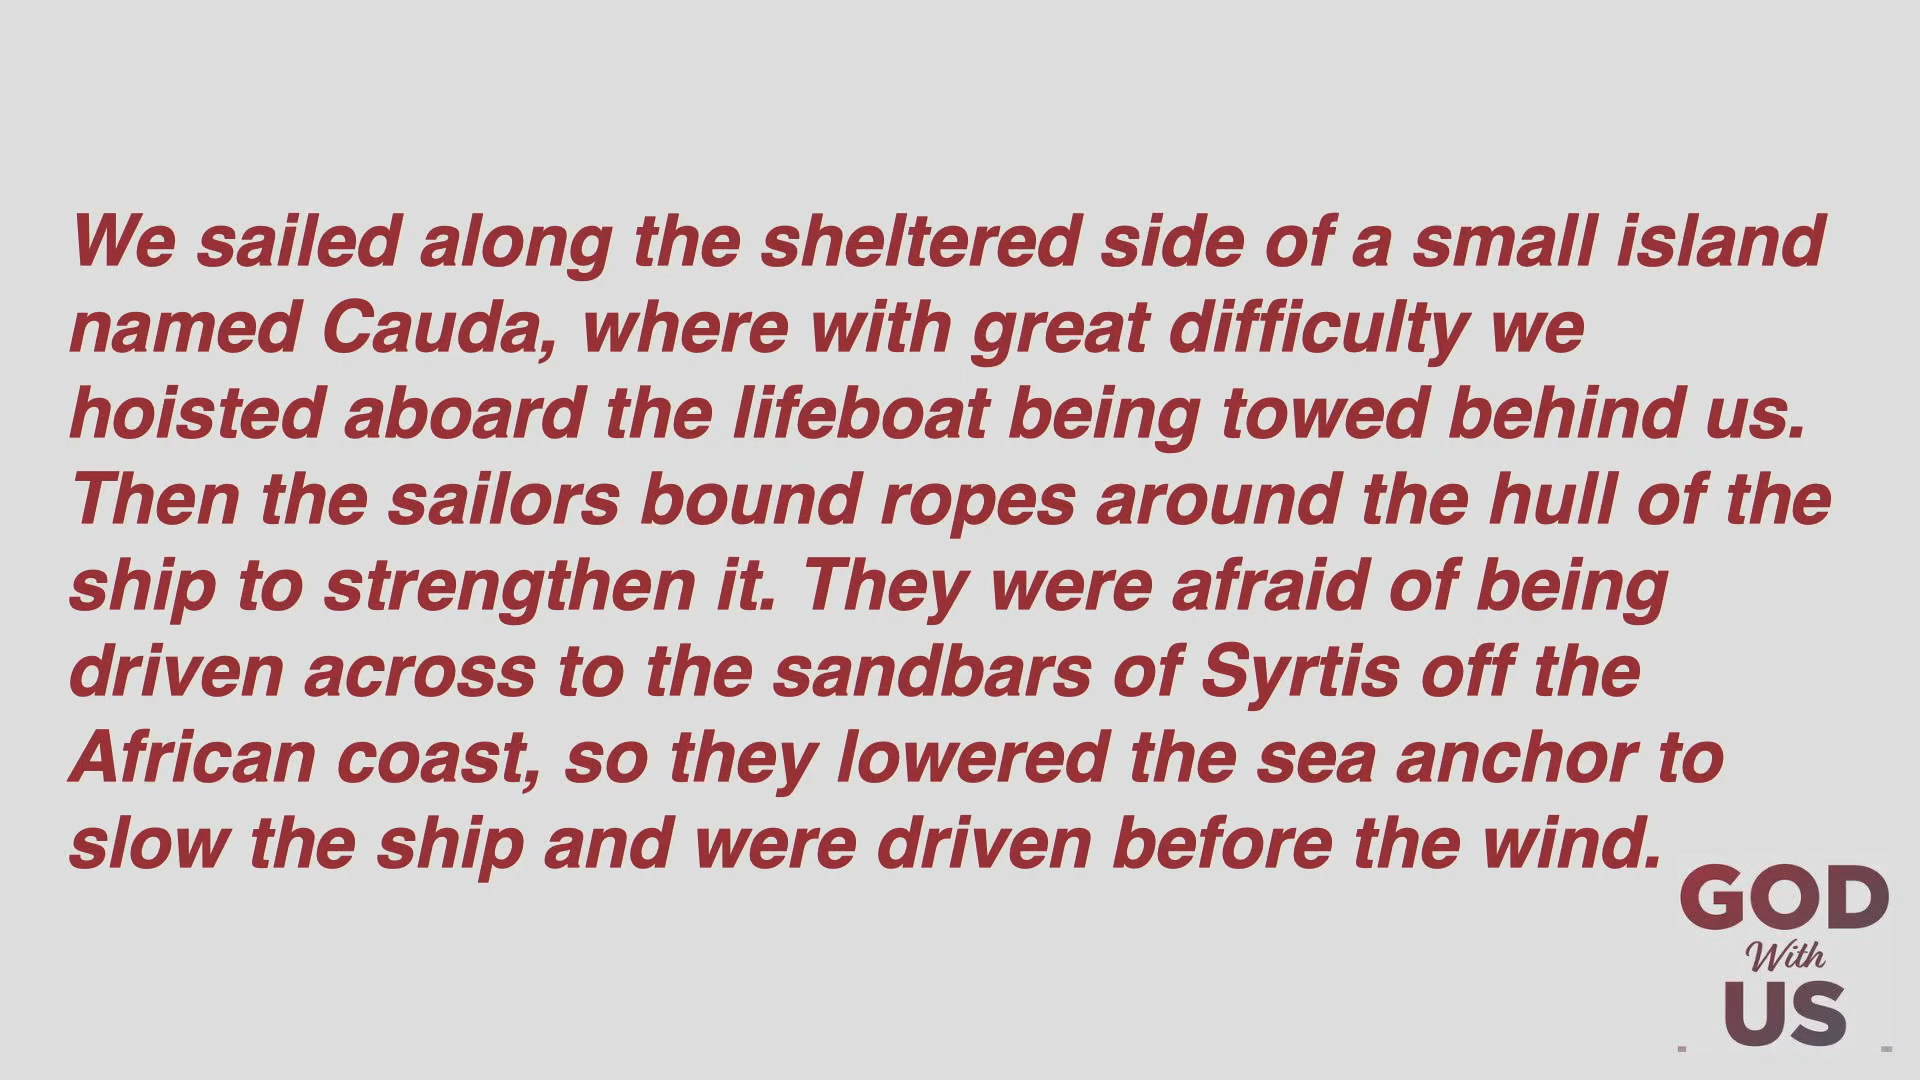 We sailed along the sheltered side of a small island
named Cauda, where with great difficulty we
hoisted aboard the lifeboat being towed behind us.
Then the sailors bound ropes around the hull of the
ship to strengthen it. They were afraid of being
driven across to the sandbars of Syrtis off the
African coast, so they lowered the sea anchor to
slow the ship and were driven before the wind.
GOD
With
US